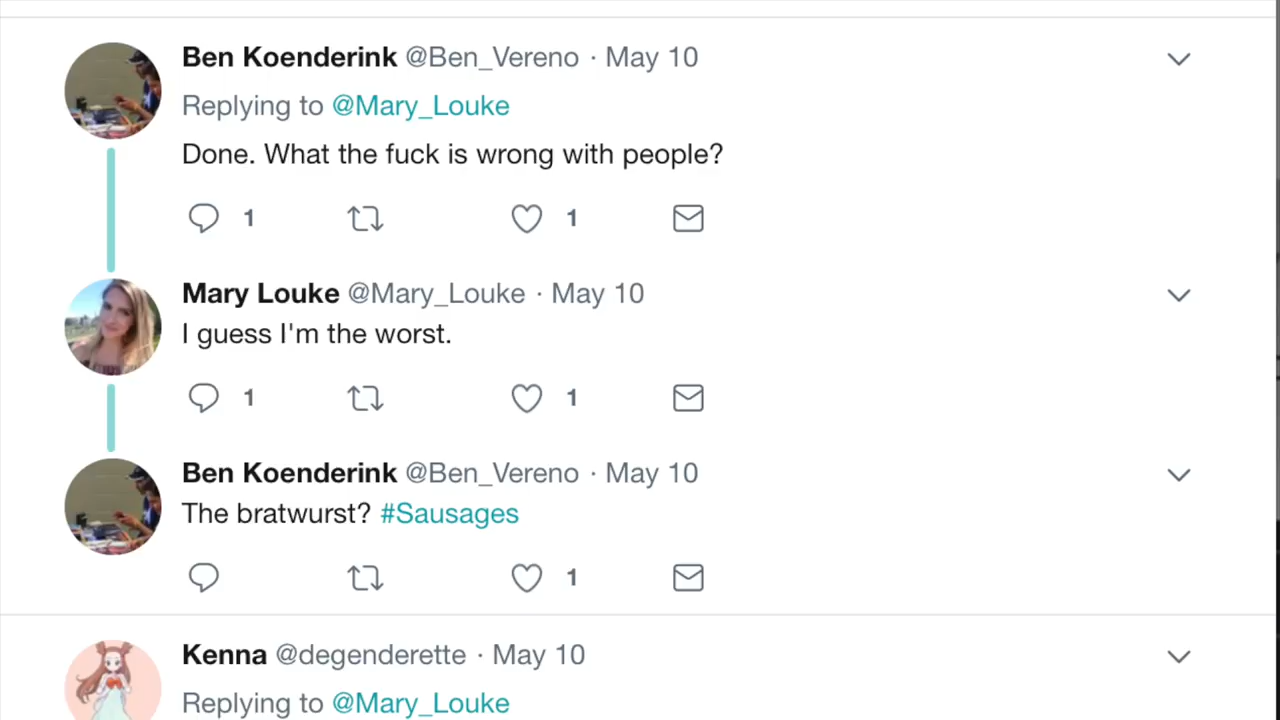 Ben Koenderink @Ben_Vereno · May 10
Replying to @Mary_Louke
Done. What the fuck is wrong with people?
1 1
Mary Louke @Mary_Louke · May 10
I guess I'm the worst.
1 1
Ben Koenderink @Ben_Vereno · May 10
The bratwurst? #Sausages
1
Kenna @degenderette · May 10
Replying to @Mary_Louke